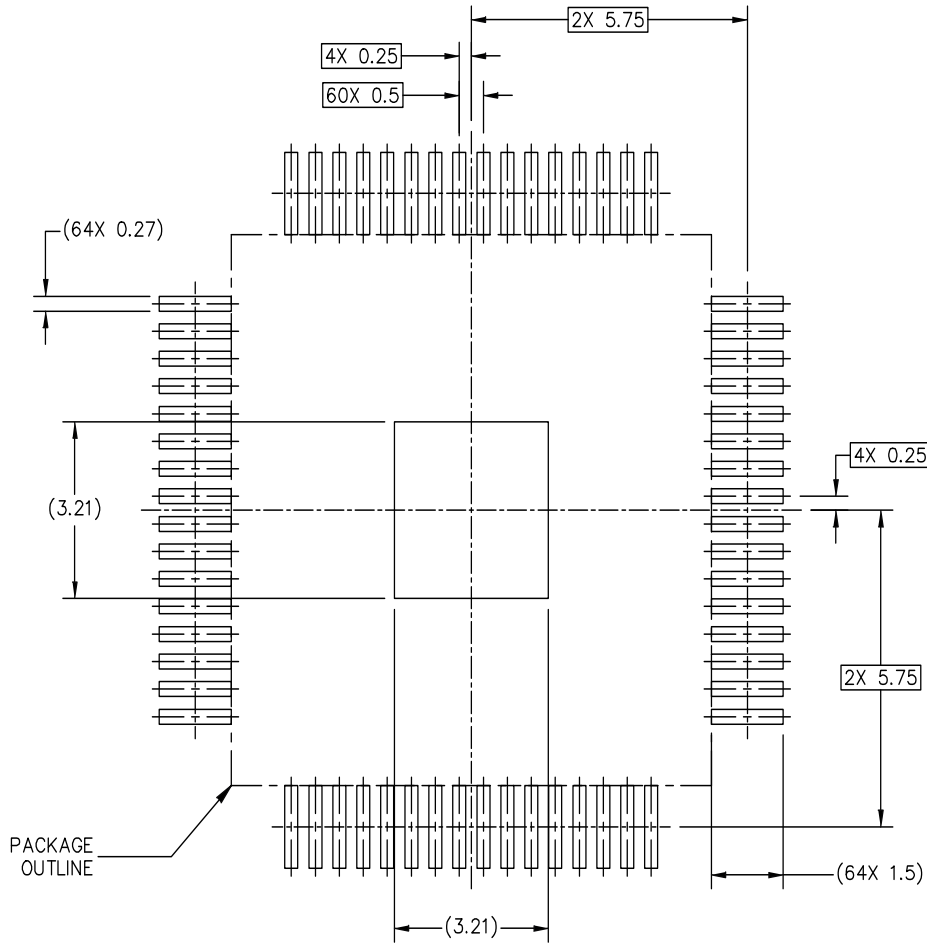 2X 5.75
4X 0.25
60X 0.5
(64X 0.27)
4X 0.25
(3.21)
2X 5.75
PACKAGE
OUTLINE
(64X 1.5)
(3.21)